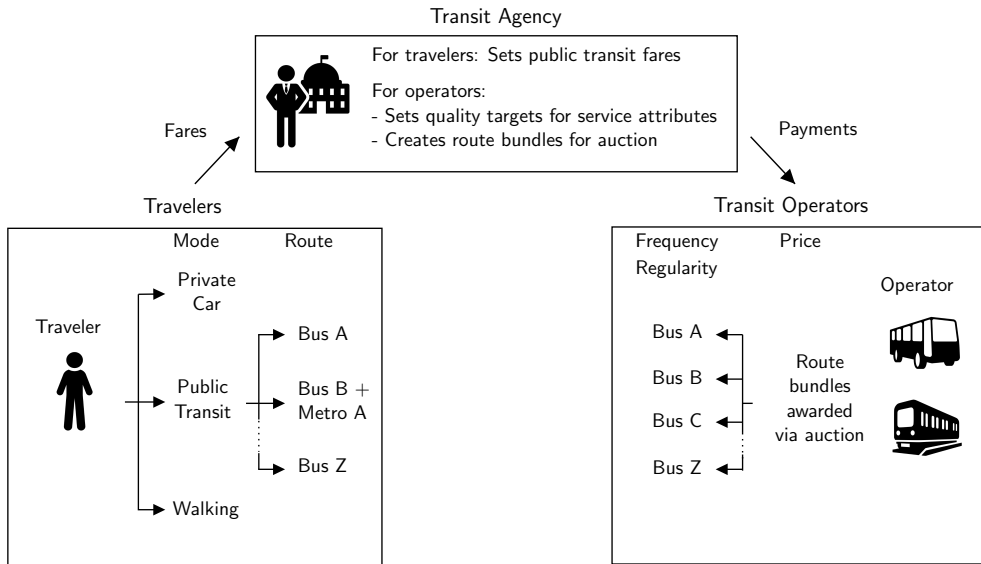 Transit Agency
For travelers: Sets public transit fares
For operators:
- Sets quality targets for service attributes
- Creates route bundles for auction
Fares
Payments
Travelers
Mode
Route
Traveler
Private
Car
Public
Transit
Walking
Bus A
Bus B +
Metro A
Bus Z
Transit Operators
Frequency
Regularity
Price
Operator
Bus A
Bus B
Bus C
Bus Z
Route
bundles
awarded
via auction